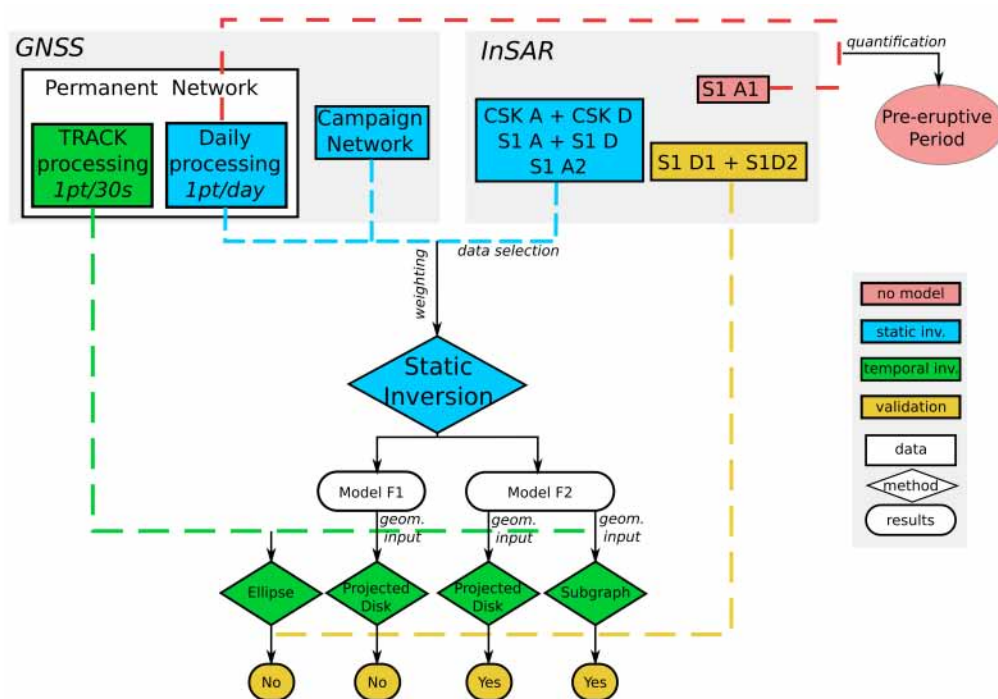 GNSS
InSAR
quantification
Permanent Network
S1 A1
Pre-eruptive
Period
TRACK
processing
1pt/30s
Daily
processing
1pt/day
Campaign
Network
CSK A + CSK D
S1 A + S1 D
S1 A2
S1 D1 + S1D2
data selection
weighting
Static
Inversion
no model
static inv.
temporal inv.
validation
data
method
results
Model F1
Model F2
geom.
input
geom.
input
geom.
input
Ellipse
Projected
Disk
Projected
Disk
Subgraph
No
No
Yes
Yes